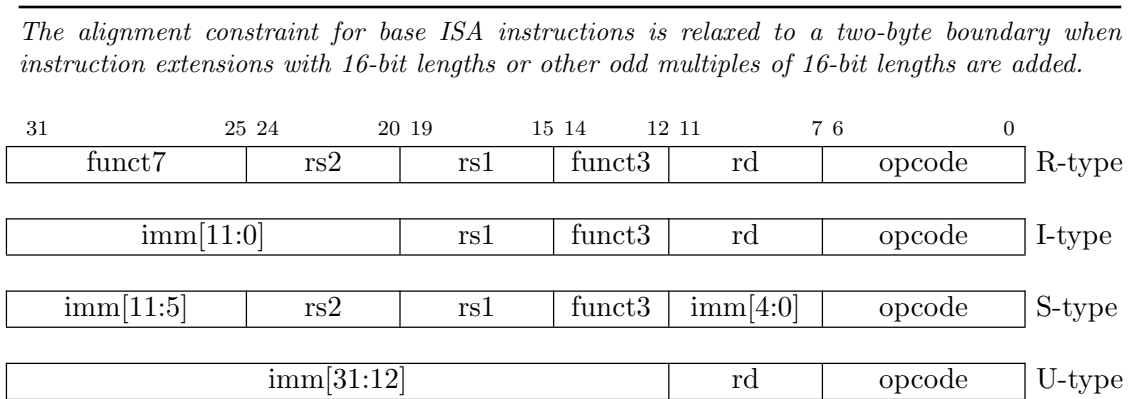 The alignment constraint for base ISA instructions is relaxed to a two-byte boundary when
instruction extensions with 16-bit lengths or other odd multiples of 16-bit lengths are added.
31 25 24 20 19 15 14 12 11 7 6 0
funct7 rs2 rs1 funct3 rd opcode R-type
imm[11:0] rs1 funct3 rd opcode I-type
imm[11:5] rs2 rs1 funct3 imm[4:0] opcode S-type
imm[31:12] rd opcode U-type